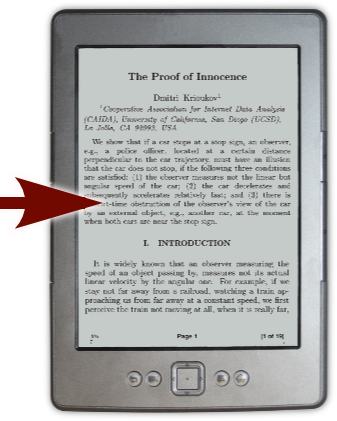 The Proof of Innocence
Dmitri Krioukov¹
¹Cooperative Association for Internet Data Analysis
(CAIDA), University of California, San Diego (UCSD),
La Jolla, CA 92093, USA
We show that if a car stops at a stop sign, an observer,
e.g., a police officer, located at a certain distance
perpendicular to the car trajectory, must have an illusion
that the car does not stop, if the following three conditions
are satisfied: (1) the observer measures not the linear but
angular speed of the car; (2) the car decelerates and
subsequently accelerates relatively fast; and (3) there is
-time obstruction of the observer's view of the car
by an external object, e.g., another car, at the moment
when both cars are near the stop sign.
I. INTRODUCTION
It is widely known that an observer measuring the
speed of an object passing by, measures not its actual
linear velocity by the angular one. For example, if we
stay not far away from a railroad, watching a train ap-
proaching us from far away at a constant speed, we first
perceive the train not moving at all, when it is really far,
Page 1 [1 of 19]